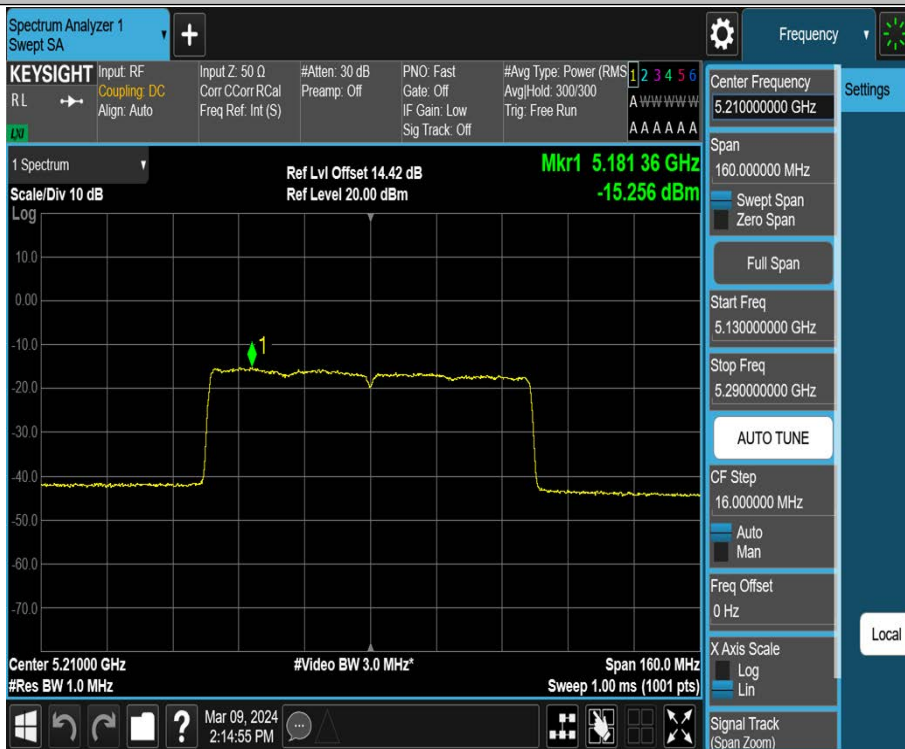 Spectrum Analyzer 1
Swept SA
+
Frequency
KEYSIGHT
RL
LXI
Input: RF
Coupling: DC
Align: Auto
Input Z: 50 Ω
Corr CCorr RCal
Freq Ref: Int (S)
#Atten: 30 dB
Preamp: Off
PNO: Fast
Gate: Off
IF Gain: Low
Sig Track: Off
#Avg Type: Power (RMS
Avg|Hold: 300/300
Trig: Free Run
1 2 3 4 5 6
A W W W W W
A A A A A A
1 Spectrum
Scale/Div 10 dB
Log
Ref Lvl Offset 14.42 dB
Ref Level 20.00 dBm
Mkr1 5.181 36 GHz
-15.256 dBm
10.0
0.00
-10.0
-20.0
-30.0
-40.0
-50.0
-60.0
-70.0
1
Center 5.21000 GHz
#Res BW 1.0 MHz
#Video BW 3.0 MHz*
Span 160.0 MHz
Sweep 1.00 ms (1001 pts)
?
Mar 09, 2024
2:14:55 PM
Center Frequency
5.210000000 GHz
Span
160.000000 MHz
Swept Span
Zero Span
Full Span
Start Freq
5.130000000 GHz
Stop Freq
5.290000000 GHz
AUTO TUNE
CF Step
16.000000 MHz
Auto
Man
Freq Offset
0 Hz
X Axis Scale
Log
Lin
Signal Track
(Span Zoom)
Settings
Local